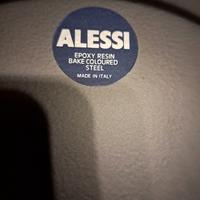 ALESSI
EPOXY RESIN
BAKE COLOURED
STEEL
MADE IN ITALY